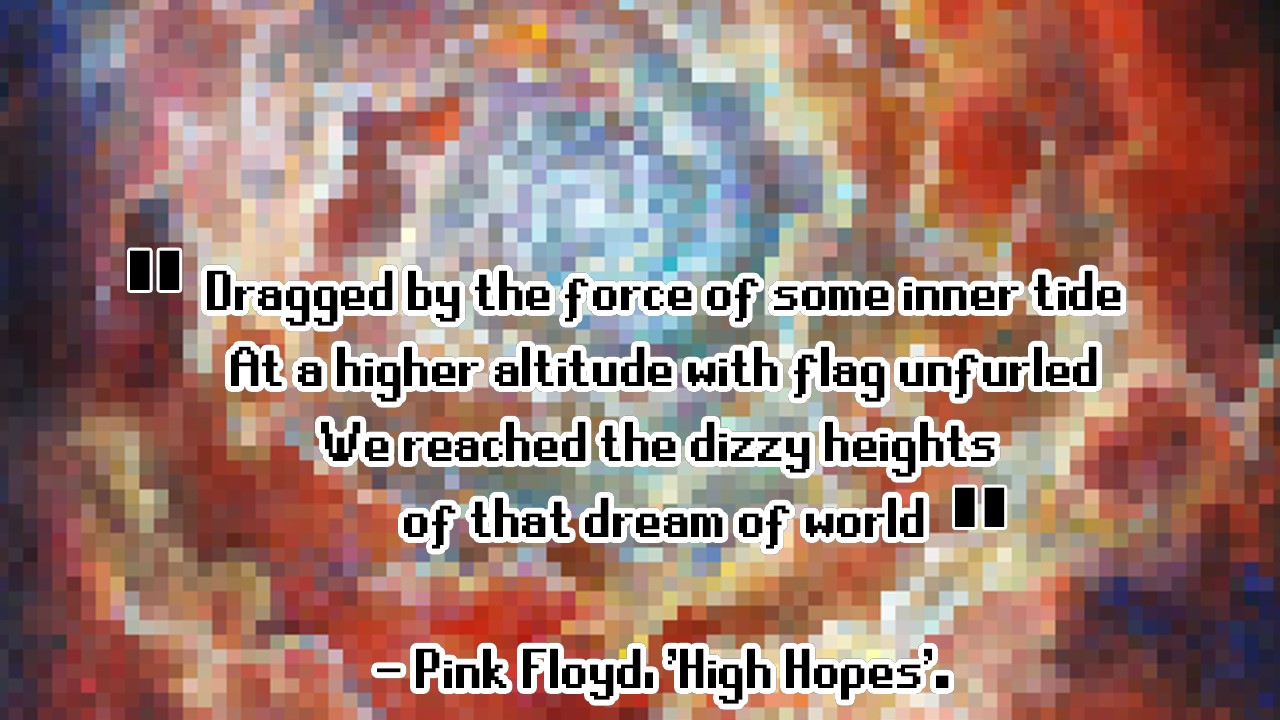 " Dragged by the force of some inner tide
At a higher altitude with flag unfurled
We reached the dizzy heights
of that dream of world "
- Pink Floyd, 'High Hopes'.